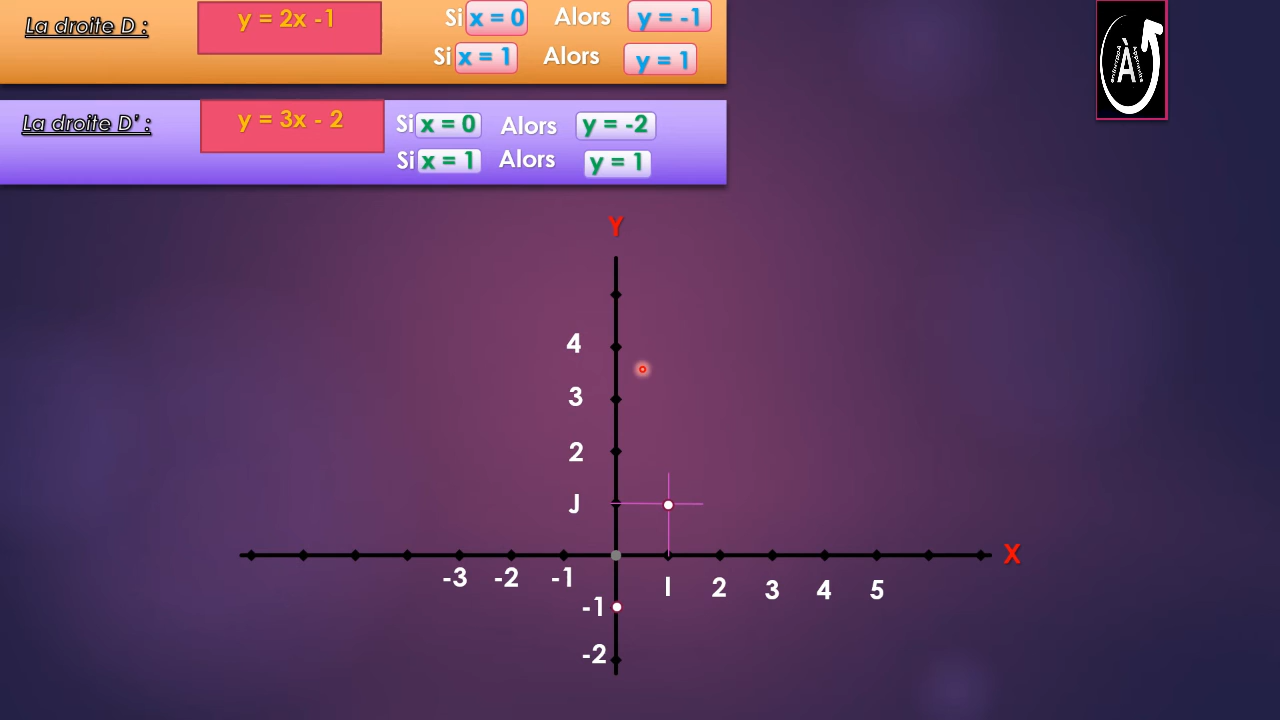 La droite D : y = 2x -1 Si x = 0 Alors y = -1
Si x = 1 Alors y = 1
La droite D' : y = 3x - 2 Si x = 0 Alors y = -2
Si x = 1 Alors y = 1
Y
4
3
2
J
X
-3 -2 -1 I 2 3 4 5
-1
-2
À